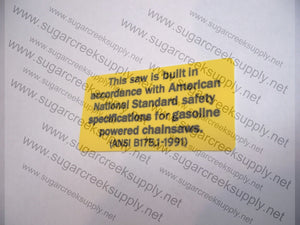 www.sugarcreeksupply.net
This saw is built in
accordance with American
National Standard safety
specifications for gasoline
powered chainsaws.
(ANSI B175.1-1991)